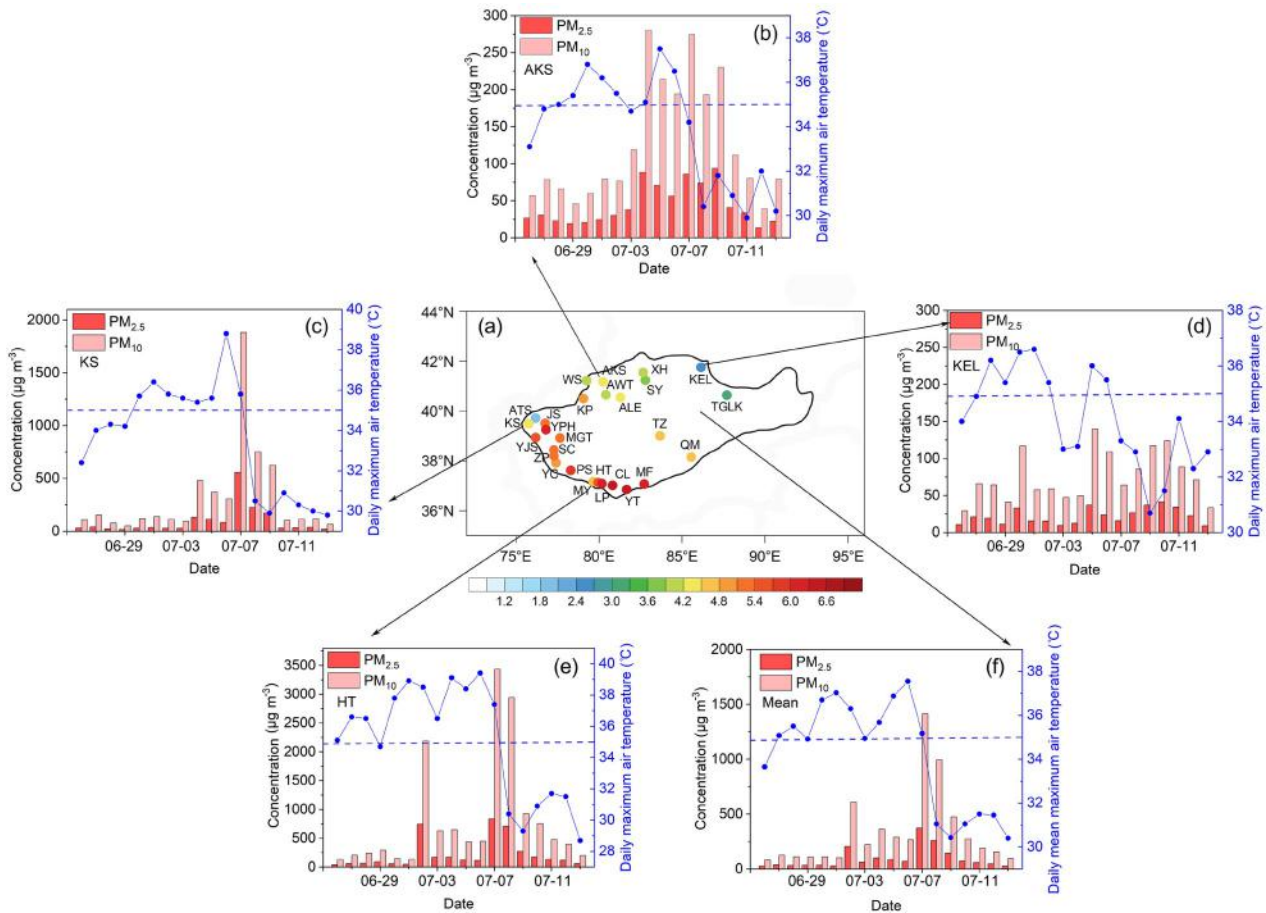 (b)
PM2.5
PM10
AKS
Concentration (μg m-3)
300
250
200
150
100
50
0
38
36
34
32
30
Daily maximum air temperature (℃)
06-29 07-03 07-07 07-11
Date
(c)
PM2.5
PM10
KS
Concentration (μg m-3)
2000
1500
1000
500
0
40
38
36
34
32
30
Daily maximum air temperature (℃)
06-29 07-03 07-07 07-11
Date
(a)
44°N
42°N
40°N
38°N
36°N
75°E 80°E 85°E 90°E 95°E
AKS
XH
WS
AWT
SY
KEL
KP
ALE
TGLK
ATS
JS
KS
YPH
TZ
YJS
MGT
SC
QM
ZP
YC
PS
HT
CL
MF
MY
LP
YT
1.2 1.8 2.4 3.0 3.6 4.2 4.8 5.4 6.0 6.6
(d)
PM2.5
PM10
KEL
Concentration (μg m-3)
300
250
200
150
100
50
0
38
36
34
32
30
Daily maximum air temperature (℃)
06-29 07-03 07-07 07-11
Date
(e)
PM2.5
PM10
HT
Concentration (μg m-3)
3500
3000
2500
2000
1500
1000
500
0
40
38
36
34
32
30
28
Daily maximum air temperature (℃)
06-29 07-03 07-07 07-11
Date
(f)
PM2.5
PM10
Mean
Concentration (μg m-3)
2000
1500
1000
500
0
38
36
34
32
30
Daily mean maximum air temperature (℃)
06-29 07-03 07-07 07-11
Date